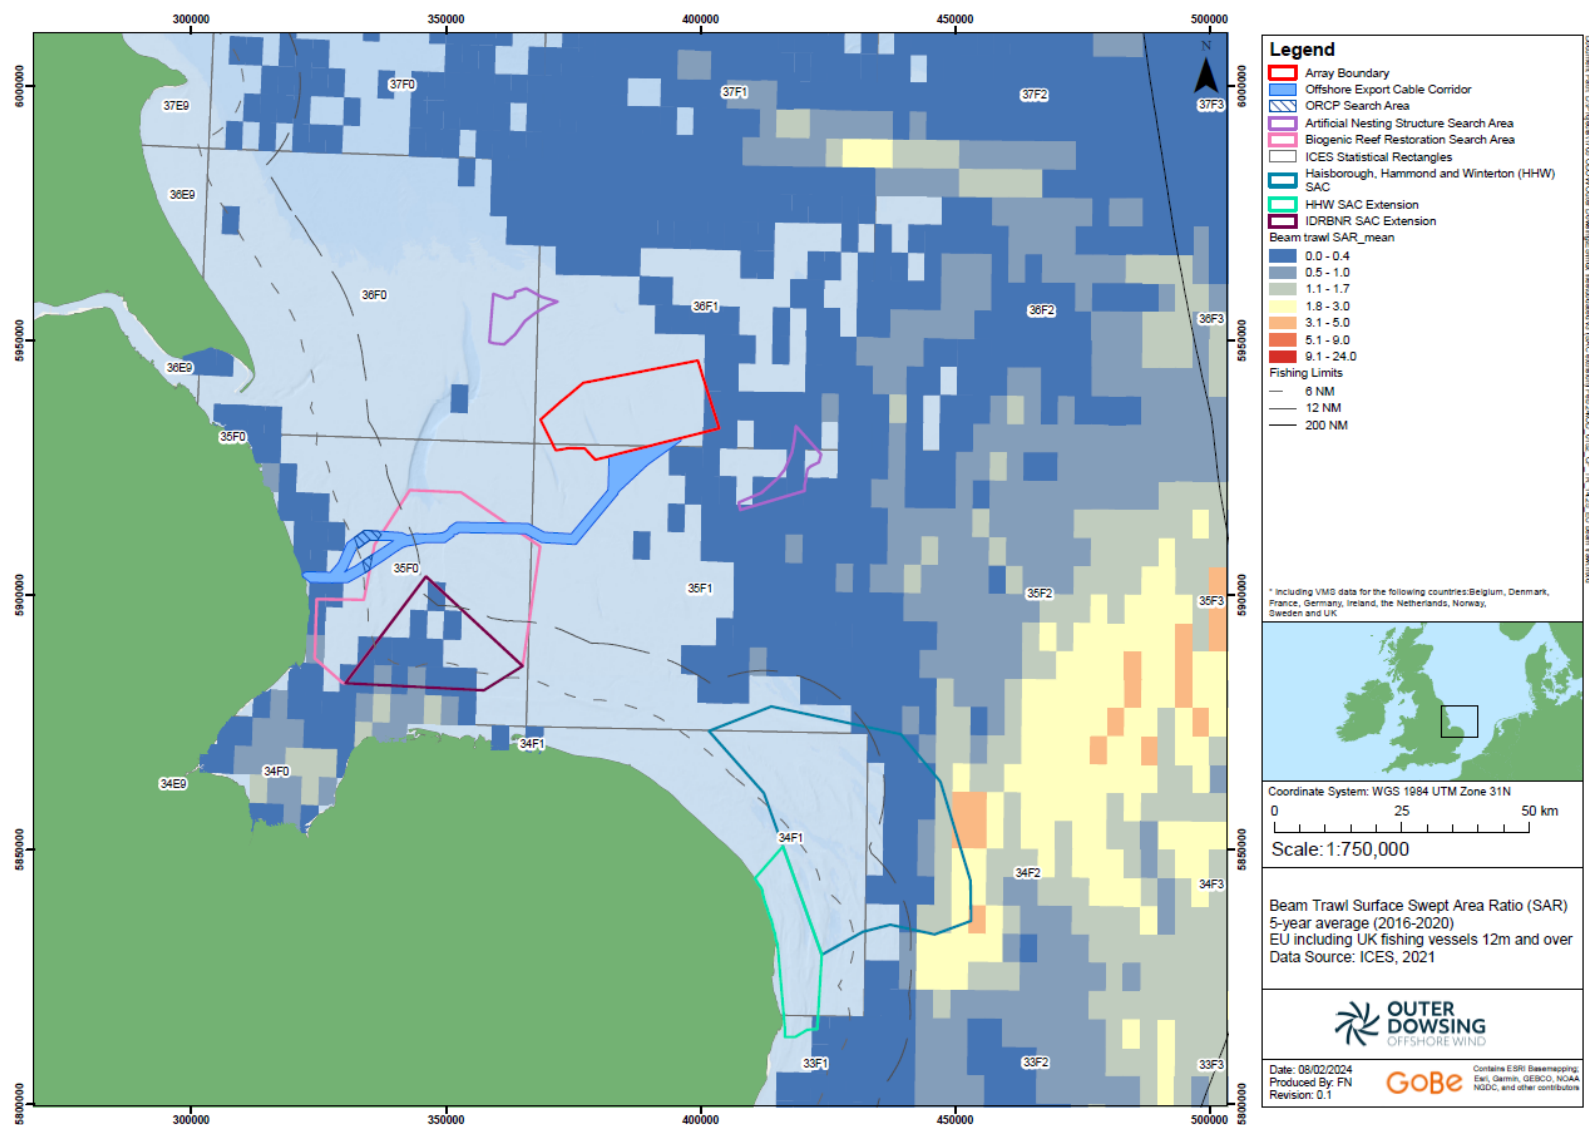 300000 350000 400000 450000 500000
6000000
5950000
5900000
5850000
5800000
6000000
5950000
5900000
5850000
5800000
300000 350000 400000 450000 500000
37E9
37F0
37F1
37F2
37F3
36E9
36F0
36F1
36F2
36F3
36E9
35F0
35F0
35F1
35F2
35F3
34E9
34F0
34F1
34F1
34F2
34F3
33F1
33F2
33F3
N
Legend
Array Boundary
Offshore Export Cable Corridor
ORCP Search Area
Artificial Nesting Structure Search Area
Biogenic Reef Restoration Search Area
ICES Statistical Rectangles
Haisborough, Hammond and Winterton (HHW)
SAC
HHW SAC Extension
IDRBNR SAC Extension
Beam trawl SAR_mean
0.0 - 0.4
0.5 - 1.0
1.1 - 1.7
1.8 - 3.0
3.1 - 5.0
5.1 - 9.0
9.1 - 24.0
Fishing Limits
6 NM
12 NM
200 NM
* Including VMS data for the following countries:Belgium, Denmark,
France, Germany, Ireland, the Netherlands, Norway,
Sweden and UK
Coordinate System: WGS 1984 UTM Zone 31N
0 25 50 km
Scale: 1:750,000
Beam Trawl Surface Swept Area Ratio (SAR)
5-year average (2016-2020)
EU including UK fishing vessels 12m and over
Data Source: ICES, 2021
OUTER
DOWSING
OFFSHORE WIND
Date: 08/02/2024
Produced By: FN
Revision: 0.1
GoBe
Contains ESRI Basemapping;
Esri, Garmin, GEBCO, NOAA
NGDC, and other contributors